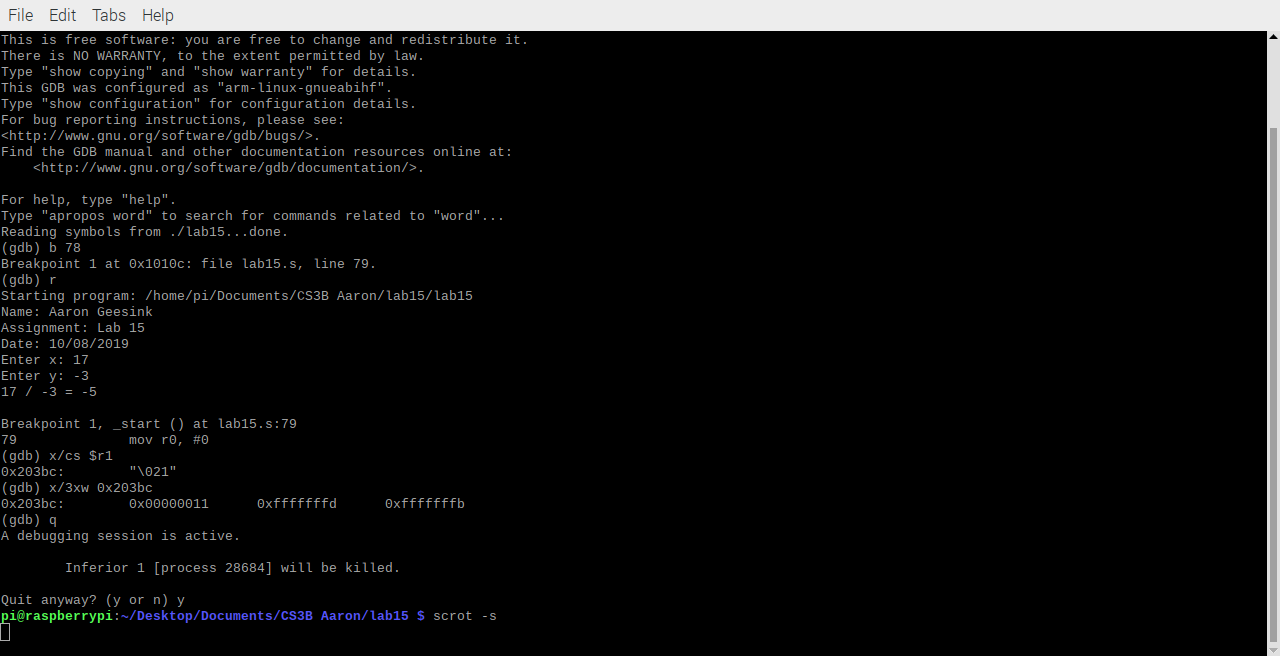 File Edit Tabs Help
This is free software: you are free to change and redistribute it.
There is NO WARRANTY, to the extent permitted by law.
Type "show copying" and "show warranty" for details.
This GDB was configured as "arm-linux-gnueabihf".
Type "show configuration" for configuration details.
For bug reporting instructions, please see:
<http://www.gnu.org/software/gdb/bugs/>.
Find the GDB manual and other documentation resources online at:
    <http://www.gnu.org/software/gdb/documentation/>.
For help, type "help".
Type "apropos word" to search for commands related to "word"...
Reading symbols from ./lab15...done.
(gdb) b 78
Breakpoint 1 at 0x1010c: file lab15.s, line 79.
(gdb) r
Starting program: /home/pi/Documents/CS3B Aaron/lab15/lab15
Name: Aaron Geesink
Assignment: Lab 15
Date: 10/08/2019
Enter x: 17
Enter y: -3
17 / -3 = -5
Breakpoint 1, _start () at lab15.s:79
79              mov r0, #0
(gdb) x/cs $r1
0x203bc:        "\021"
(gdb) x/3xw 0x203bc
0x203bc:        0x00000011      0xfffffffd      0xfffffffb
(gdb) q
A debugging session is active.
        Inferior 1 [process 28684] will be killed.
Quit anyway? (y or n) y
pi@raspberrypi:~/Desktop/Documents/CS3B Aaron/lab15 $ scrot -s